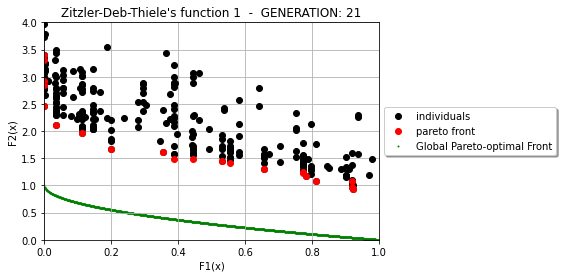 Zitzler-Deb-Thiele's function 1 - GENERATION: 21
F2(x)
4.0
3.5
3.0
2.5
2.0
1.5
1.0
0.5
0.0
0.0 0.2 0.4 0.6 0.8 1.0
F1(x)
individuals
pareto front
Global Pareto-optimal Front